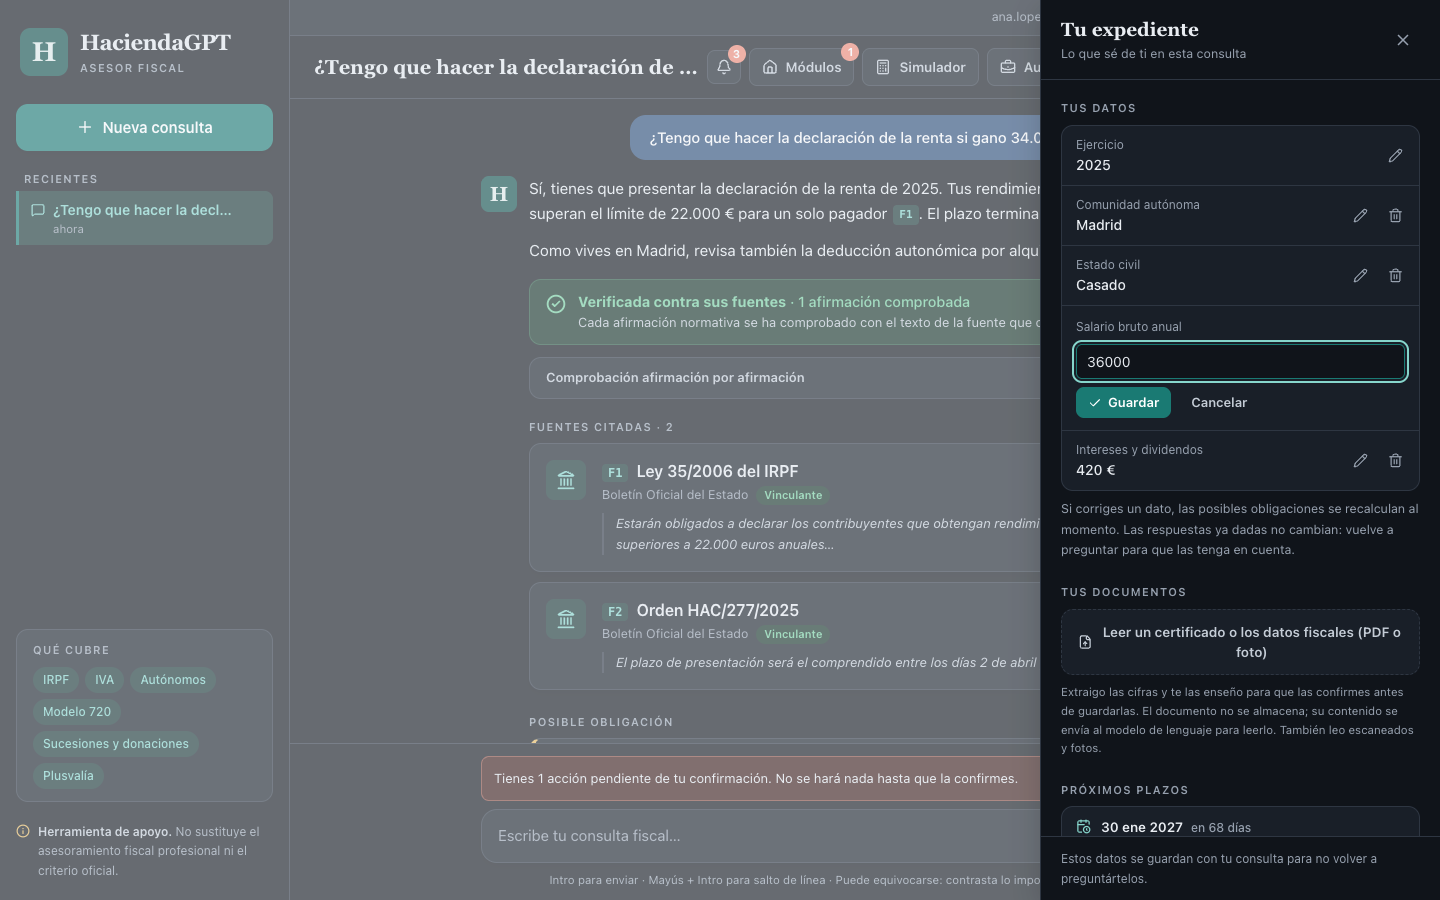 H
HaciendaGPT
ASESOR FISCAL
Nueva consulta
RECIENTES
¿Tengo que hacer la decl...
ahora
QUÉ CUBRE
IRPF
IVA
Autónomos
Modelo 720
Sucesiones y donaciones
Plusvalía
Herramienta de apoyo. No sustituye el
asesoramiento fiscal profesional ni el
criterio oficial.
ana.lope
¿Tengo que hacer la declaración de ...
3
Módulos
1
Simulador
Au
¿Tengo que hacer la declaración de la renta si gano 34.0
H
Sí, tienes que presentar la declaración de la renta de 2025. Tus rendimie
superan el límite de 22.000 € para un solo pagador F1. El plazo termina
Como vives en Madrid, revisa también la deducción autonómica por alqu
Verificada contra sus fuentes · 1 afirmación comprobada
Cada afirmación normativa se ha comprobado con el texto de la fuente que c
Comprobación afirmación por afirmación
FUENTES CITADAS · 2
F1 Ley 35/2006 del IRPF
Boletín Oficial del Estado Vinculante
Estarán obligados a declarar los contribuyentes que obtengan rendimi
superiores a 22.000 euros anuales...
F2 Orden HAC/277/2025
Boletín Oficial del Estado Vinculante
El plazo de presentación será el comprendido entre los días 2 de abril
POSIBLE OBLIGACIÓN
Tienes 1 acción pendiente de tu confirmación. No se hará nada hasta que la confirmes.
Escribe tu consulta fiscal...
Intro para enviar · Mayús + Intro para salto de línea · Puede equivocarse: contrasta lo impo
Tu expediente
Lo que sé de ti en esta consulta
TUS DATOS
Ejercicio
2025
Comunidad autónoma
Madrid
Estado civil
Casado
Salario bruto anual
36000
Guardar
Cancelar
Intereses y dividendos
420 €
Si corriges un dato, las posibles obligaciones se recalculan al
momento. Las respuestas ya dadas no cambian: vuelve a
preguntar para que las tenga en cuenta.
TUS DOCUMENTOS
Leer un certificado o los datos fiscales (PDF o
foto)
Extraigo las cifras y te las enseño para que las confirmes antes
de guardarlas. El documento no se almacena; su contenido se
envía al modelo de lenguaje para leerlo. También leo escaneados
y fotos.
PRÓXIMOS PLAZOS
30 ene 2027 en 68 días
Estos datos se guardan con tu consulta para no volver a
preguntártelos.